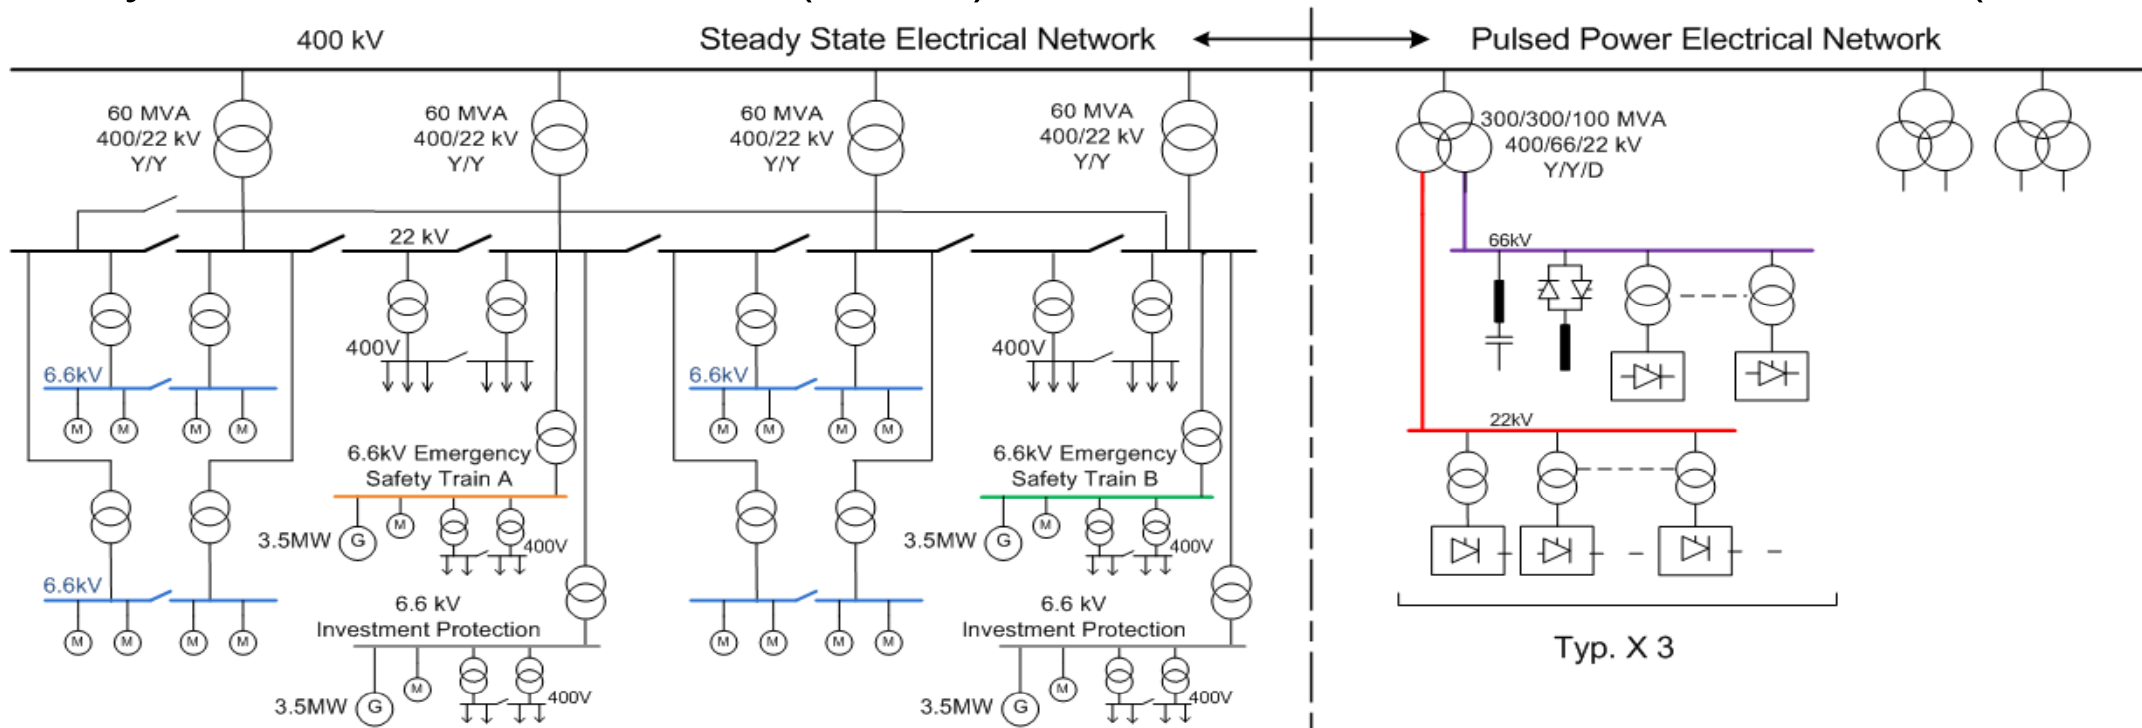 400 kV
Steady State Electrical Network
Pulsed Power Electrical Network
60 MVA
400/22 kV
Y/Y
60 MVA
400/22 kV
Y/Y
60 MVA
400/22 kV
Y/Y
60 MVA
400/22 kV
Y/Y
300/300/100 MVA
400/66/22 kV
Y/Y/D
22 kV
66kV
400V
400V
6.6kV
6.6kV
M
M
M
M
M
M
M
M
22kV
6.6kV Emergency
Safety Train A
6.6kV Emergency
Safety Train B
3.5MW
G
M
400V
3.5MW
G
M
400V
6.6kV
6.6 kV
Investment Protection
6.6 kV
Investment Protection
M
M
M
M
M
M
M
M
3.5MW
G
M
400V
3.5MW
G
M
400V
Typ. X 3